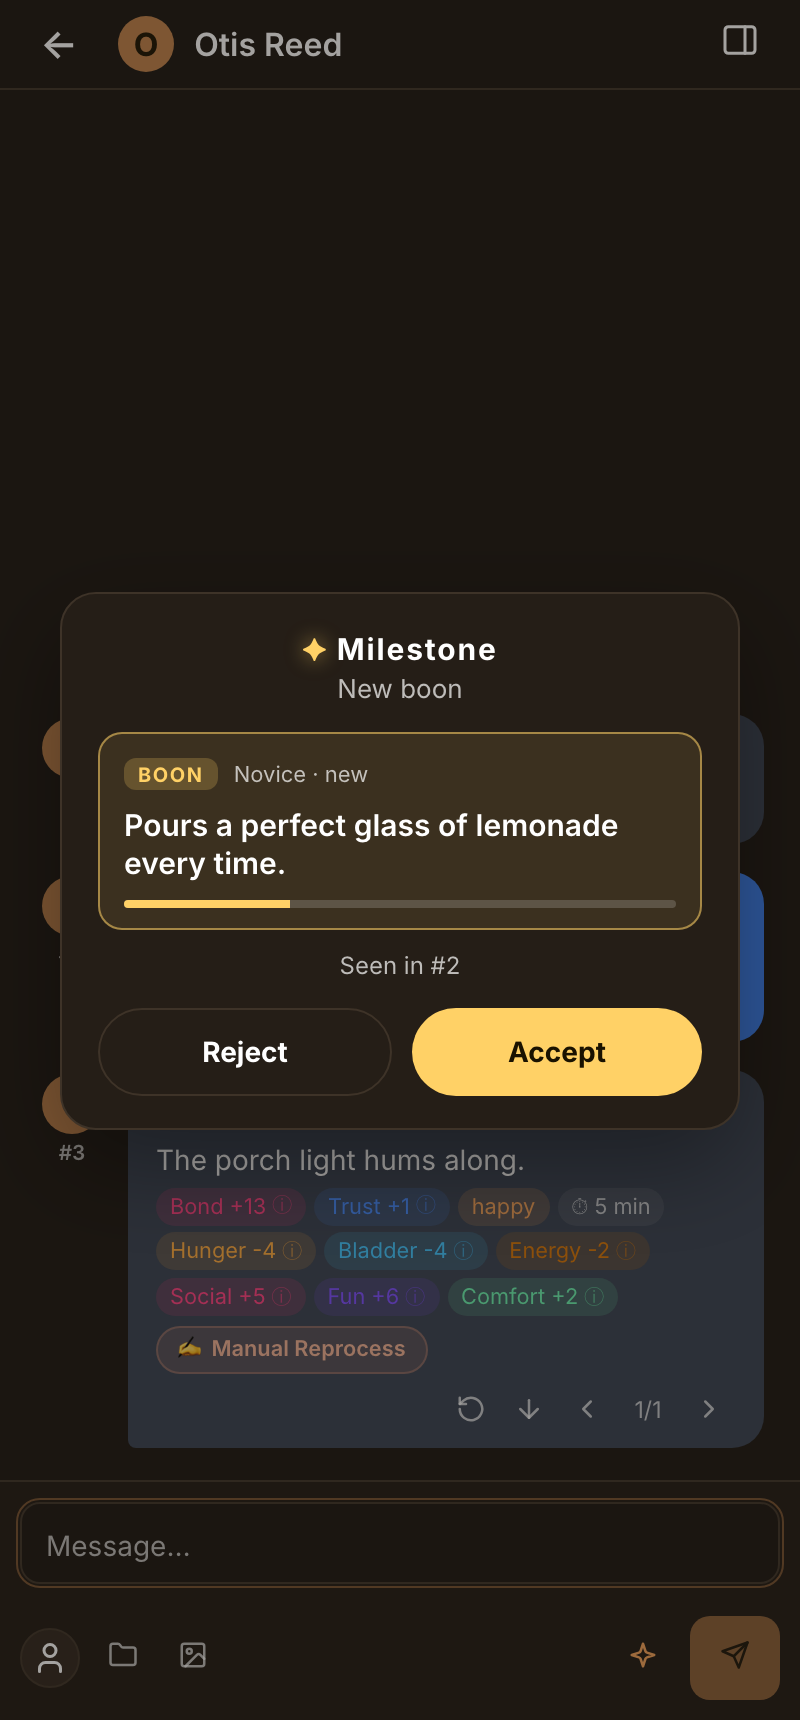 O Otis Reed
Milestone
New boon
BOON Novice · new
Pours a perfect glass of lemonade
every time.
Seen in #2
Reject Accept
#3
The porch light hums along.
Bond +13 ⓘ Trust +1 ⓘ happy ⏱ 5 min
Hunger -4 ⓘ Bladder -4 ⓘ Energy -2 ⓘ
Social +5 ⓘ Fun +6 ⓘ Comfort +2 ⓘ
✍️ Manual Reprocess
1/1
Message...